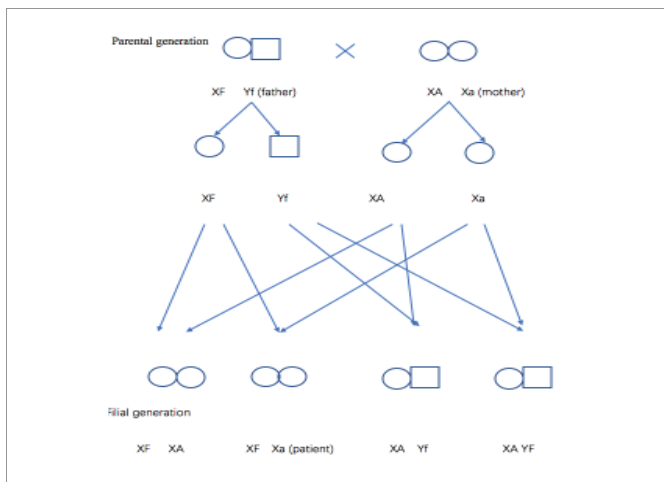 Parental generation
XF Yf (father) XA Xa (mother)
XF Yf XA Xa
Filial generation
XF XA XF Xa (patient) XA Yf XA YF